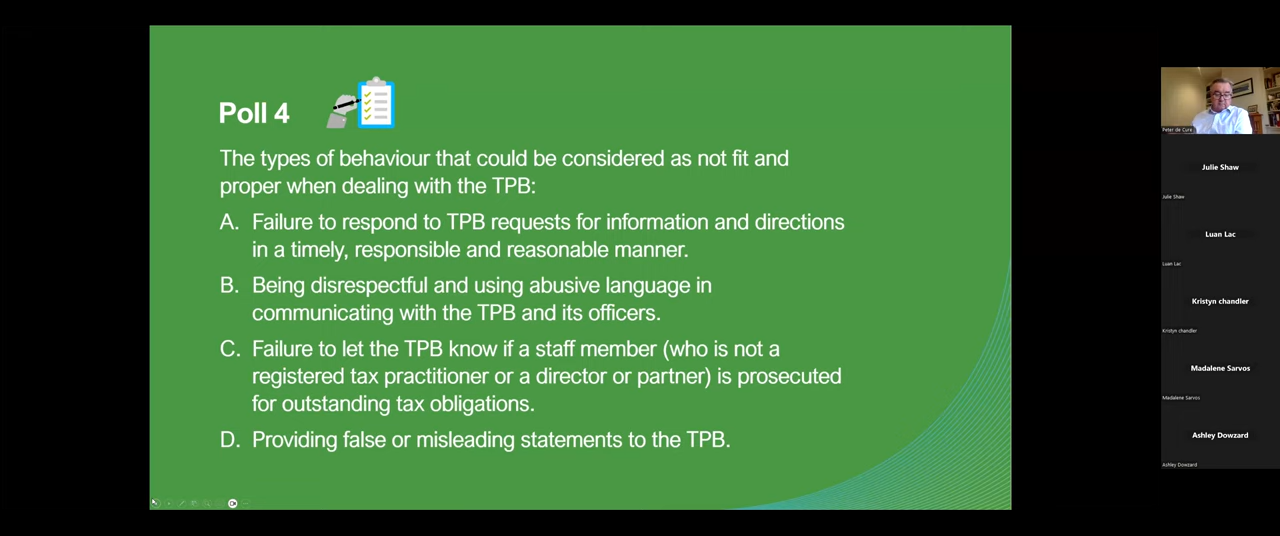 Poll 4
The types of behaviour that could be considered as not fit and
proper when dealing with the TPB:
A. Failure to respond to TPB requests for information and directions
in a timely, responsible and reasonable manner.
B. Being disrespectful and using abusive language in
communicating with the TPB and its officers.
C. Failure to let the TPB know if a staff member (who is not a
registered tax practitioner or a director or partner) is prosecuted
for outstanding tax obligations.
D. Providing false or misleading statements to the TPB.
Peter de Cure
Julie Shaw
Julie Shaw
Luan Lac
Luan Lac
Kristyn chandler
Kristyn chandler
Madalene Sarvos
Madalene Sarvos
Ashley Dowzard
Ashley Dowzard